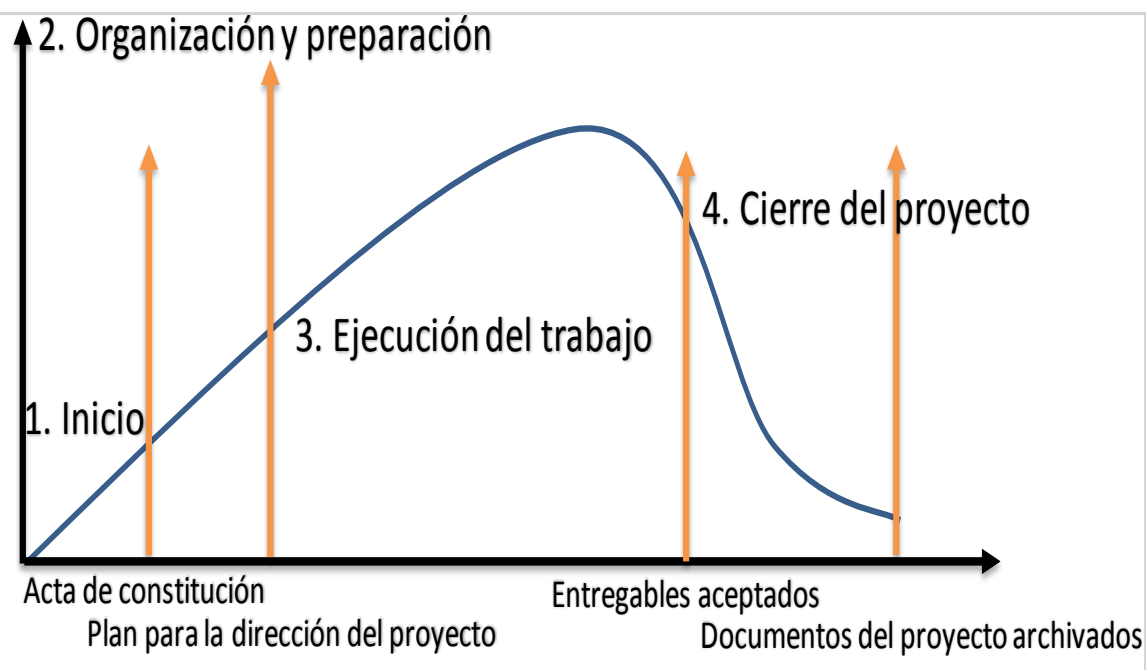 2. Organización y preparación
4. Cierre del proyecto
3. Ejecución del trabajo
1. Inicio
Acta de constitución
Entregables aceptados
Plan para la dirección del proyecto
Documentos del proyecto archivados